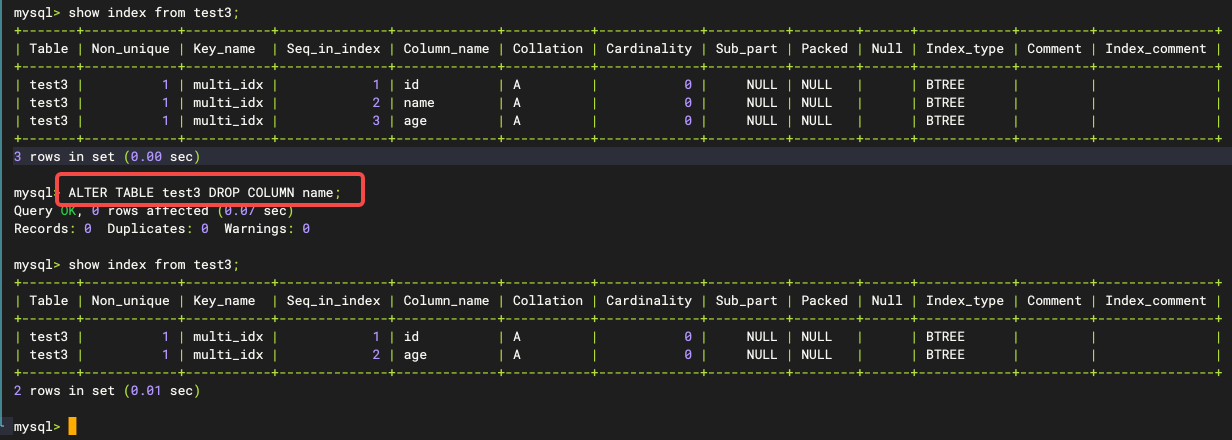 mysql> show index from test3;
+-------+------------+-----------+--------------+-------------+-----------+-------------+----------+--------+------+------------+---------+---------------+
| Table | Non_unique | Key_name  | Seq_in_index | Column_name | Collation | Cardinality | Sub_part | Packed | Null | Index_type | Comment | Index_comment |
+-------+------------+-----------+--------------+-------------+-----------+-------------+----------+--------+------+------------+---------+---------------+
| test3 |          1 | multi_idx |            1 | id          | A         |           0 |     NULL | NULL   |      | BTREE      |         |               |
| test3 |          1 | multi_idx |            2 | name        | A         |           0 |     NULL | NULL   |      | BTREE      |         |               |
| test3 |          1 | multi_idx |            3 | age         | A         |           0 |     NULL | NULL   |      | BTREE      |         |               |
+-------+------------+-----------+--------------+-------------+-----------+-------------+----------+--------+------+------------+---------+---------------+
3 rows in set (0.00 sec)
mysql> ALTER TABLE test3 DROP COLUMN name;
Query OK, 0 rows affected (0.07 sec)
Records: 0  Duplicates: 0  Warnings: 0
mysql> show index from test3;
+-------+------------+-----------+--------------+-------------+-----------+-------------+----------+--------+------+------------+---------+---------------+
| Table | Non_unique | Key_name  | Seq_in_index | Column_name | Collation | Cardinality | Sub_part | Packed | Null | Index_type | Comment | Index_comment |
+-------+------------+-----------+--------------+-------------+-----------+-------------+----------+--------+------+------------+---------+---------------+
| test3 |          1 | multi_idx |            1 | id          | A         |           0 |     NULL | NULL   |      | BTREE      |         |               |
| test3 |          1 | multi_idx |            2 | age         | A         |           0 |     NULL | NULL   |      | BTREE      |         |               |
+-------+------------+-----------+--------------+-------------+-----------+-------------+----------+--------+------+------------+---------+---------------+
2 rows in set (0.01 sec)
mysql>